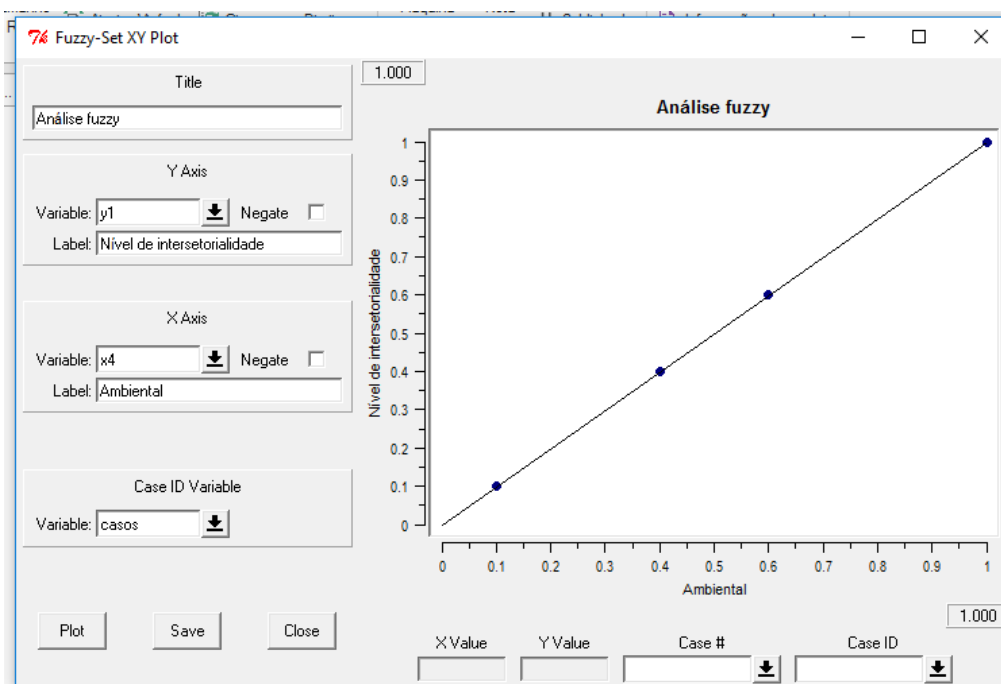 Fuzzy-Set XY Plot
Title
Análise fuzzy
Y Axis
Variable: y1 Negate
Label: Nível de intersetorialidade
X Axis
Variable: x4 Negate
Label: Ambiental
Case ID Variable
Variable: casos
Plot Save Close
1.000
Análise fuzzy
Nível de intersetorialidade
1
0.9
0.8
0.7
0.6
0.5
0.4
0.3
0.2
0.1
0
0 0.1 0.2 0.3 0.4 0.5 0.6 0.7 0.8 0.9 1
Ambiental
1.000
X Value Y Value Case # Case ID